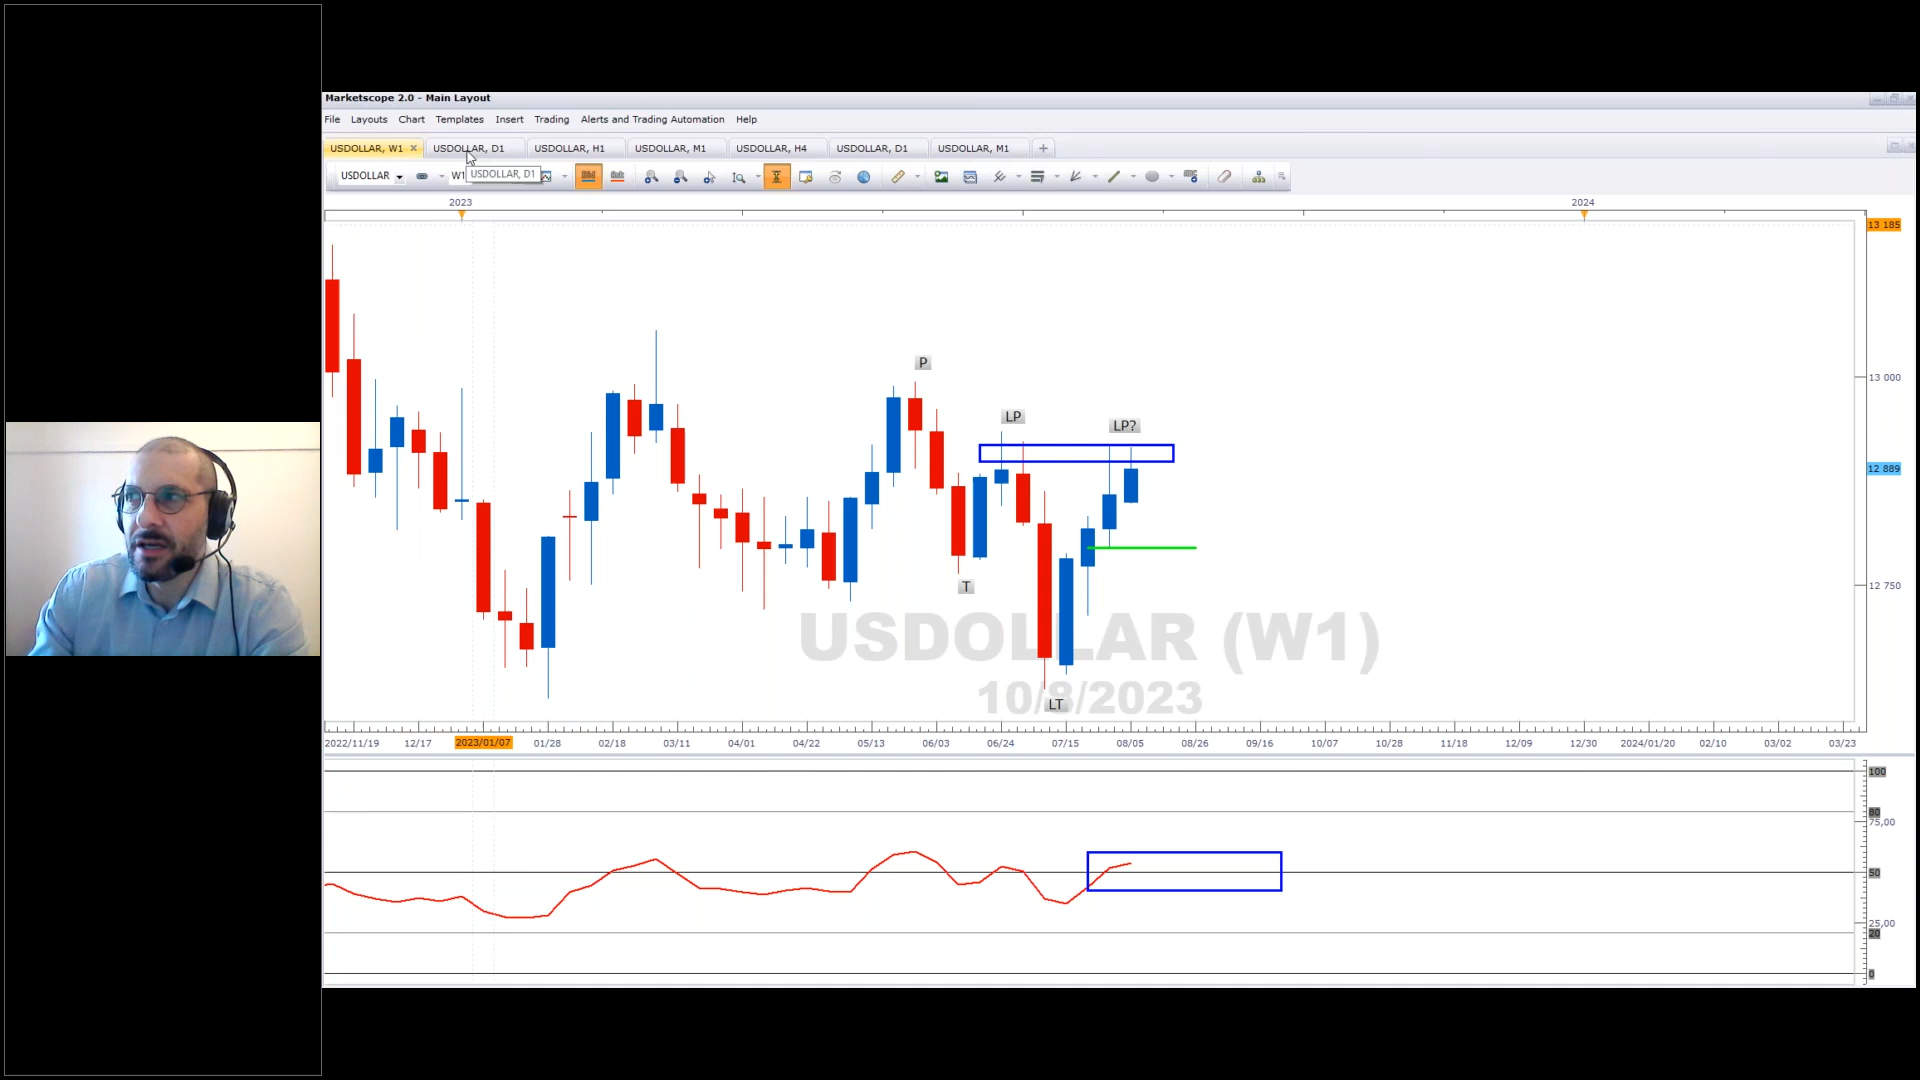 Marketscope 2.0 - Main Layout
File Layouts Chart Templates Insert Trading Alerts and Trading Automation Help
USDOLLAR, W1 USDOLLAR, D1 USDOLLAR, H1 USDOLLAR, M1 USDOLLAR, H4 USDOLLAR, D1 USDOLLAR, M1
USDOLLAR W1 USDOLLAR, D1 Bid
2023 2024
13 185
P
13 000
LP
LP?
12 889
T
12 750
USDOLLAR (W1)
10/8/2023
LT
2022/11/19 12/17 2023/01/07 01/28 02/18 03/11 04/01 04/22 05/13 06/03 06/24 07/15 08/05 08/26 09/16 10/07 10/28 11/18 12/09 12/30 2024/01/20 02/10 03/02 03/23
100
80
75,00
50
25,00
20
0